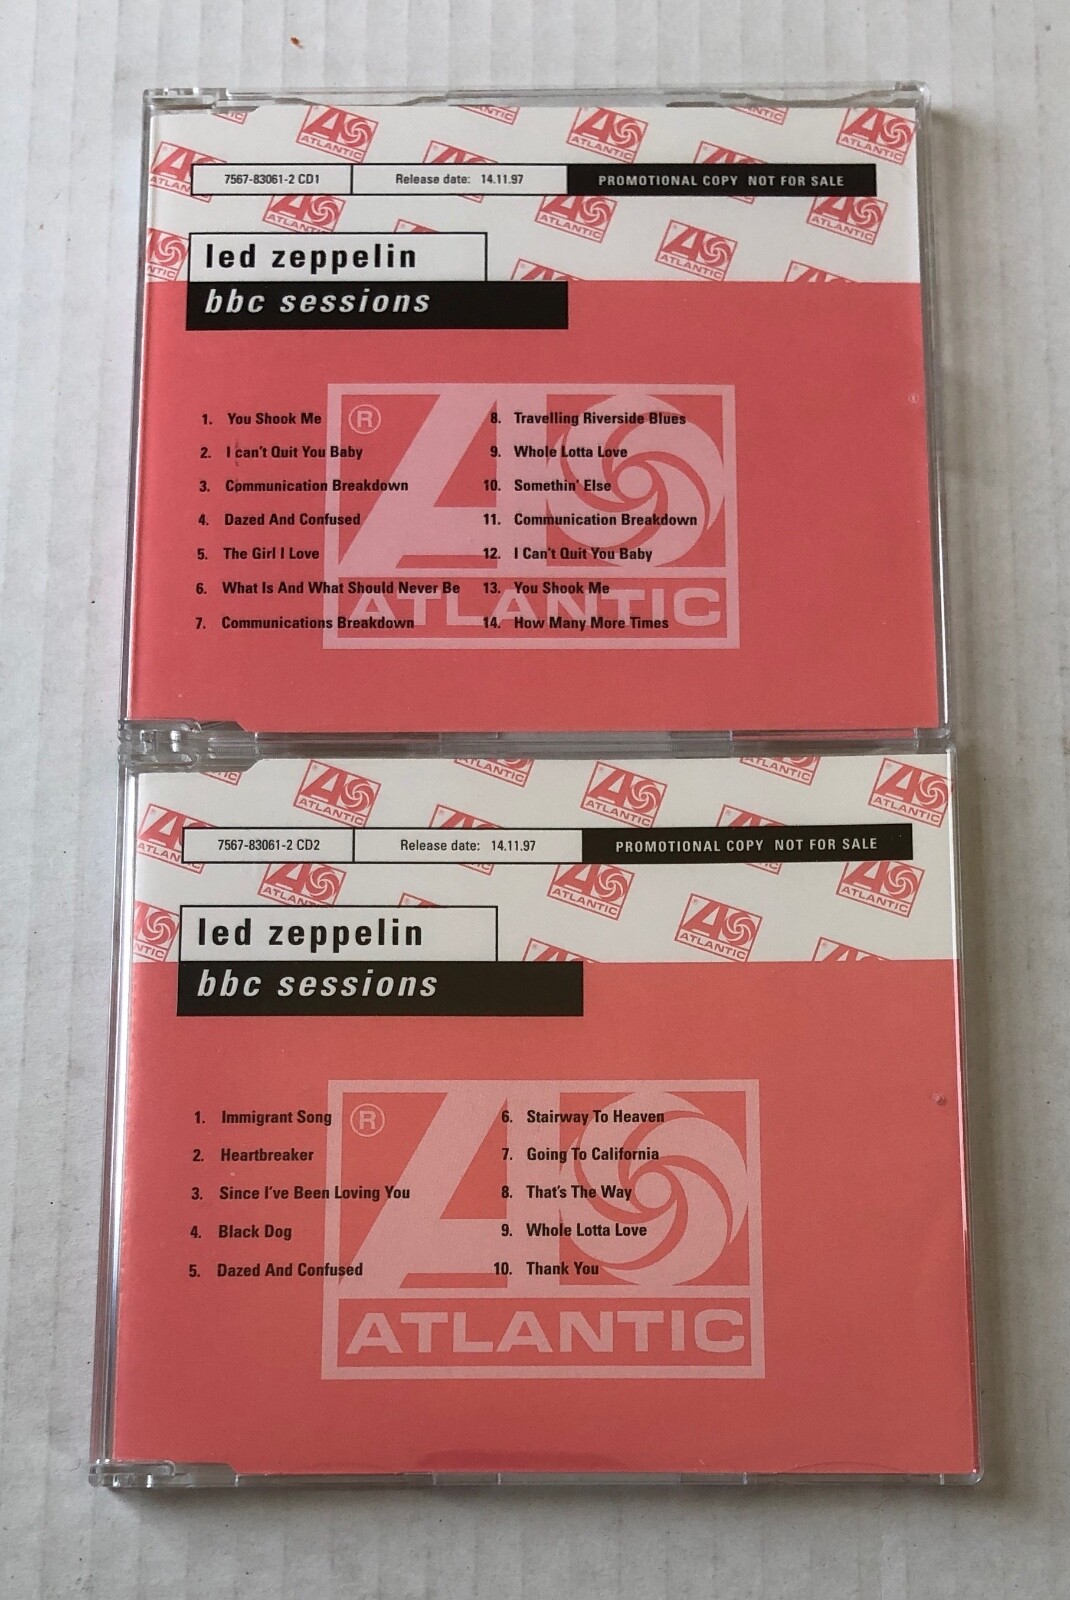 7567-83061-2 CD1 Release date: 14.11.97 PROMOTIONAL COPY NOT FOR SALE
led zeppelin
bbc sessions
1. You Shook Me
2. I can't Quit You Baby
3. Communication Breakdown
4. Dazed And Confused
5. The Girl I Love
6. What Is And What Should Never Be
7. Communications Breakdown
8. Travelling Riverside Blues
9. Whole Lotta Love
10. Somethin' Else
11. Communication Breakdown
12. I Can't Quit You Baby
13. You Shook Me
14. How Many More Times
®
ATLANTIC
7567-83061-2 CD2 Release date: 14.11.97 PROMOTIONAL COPY NOT FOR SALE
led zeppelin
bbc sessions
1. Immigrant Song
2. Heartbreaker
3. Since I've Been Loving You
4. Black Dog
5. Dazed And Confused
6. Stairway To Heaven
7. Going To California
8. That's The Way
9. Whole Lotta Love
10. Thank You
®
ATLANTIC